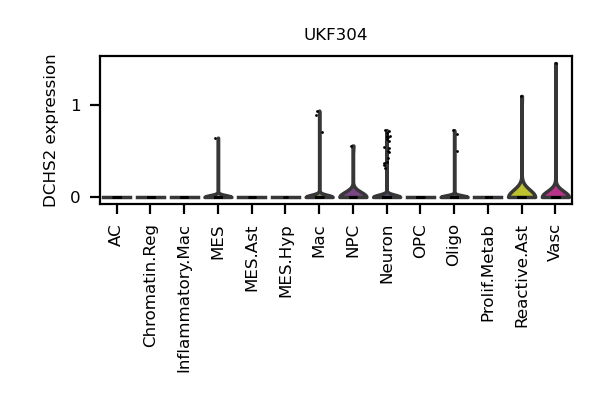 UKF304
DCHS2 expression
1
0
AC
Chromatin.Reg
Inflammatory.Mac
MES
MES.Ast
MES.Hyp
Mac
NPC
Neuron
OPC
Oligo
Prolif.Metab
Reactive.Ast
Vasc